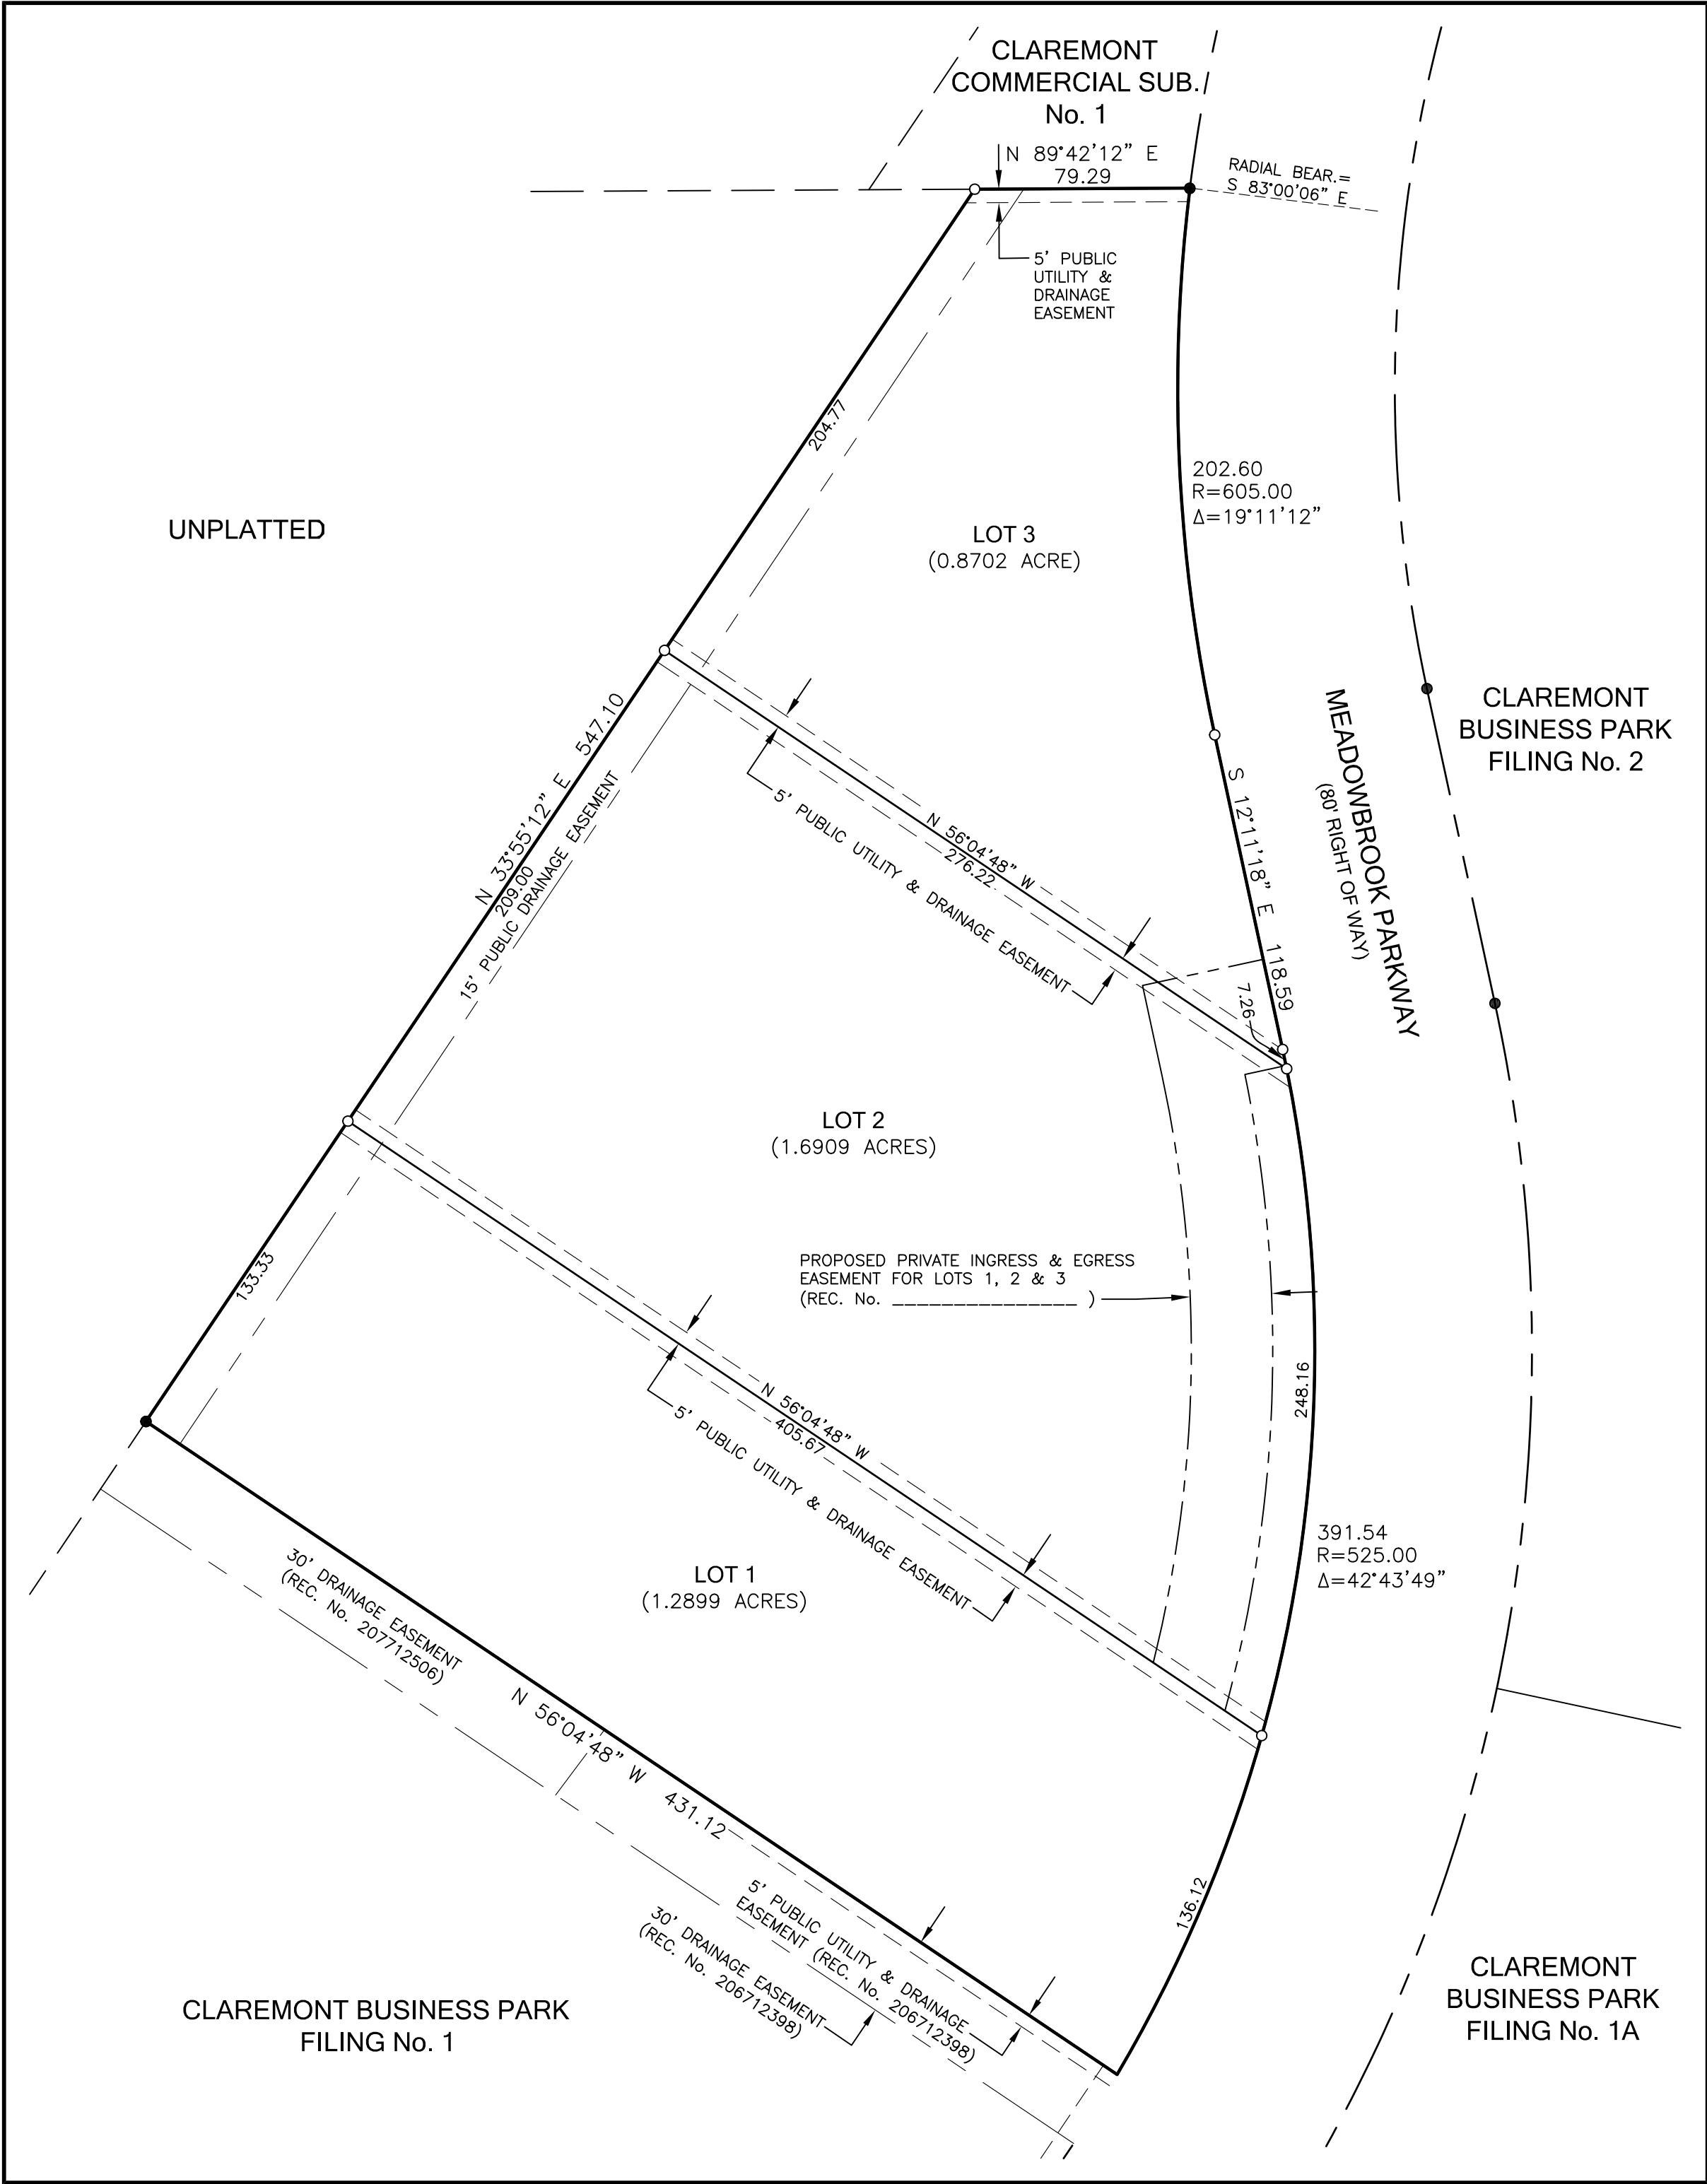 CLAREMONT
COMMERCIAL SUB.
No. 1
N 89°42'12" E
79.29
RADIAL BEAR.=
S 83°00'06" E
5' PUBLIC
UTILITY &
DRAINAGE
EASEMENT
204.77
202.60
R=605.00
Δ=19°11'12"
UNPLATTED
LOT 3
(0.8702 ACRE)
CLAREMONT
BUSINESS PARK
FILING No. 2
MEADOWBROOK PARKWAY
(80' RIGHT OF WAY)
S 12°11'18" E 118.59
7.26
N 33°55'12" E 547.10
209.00
15' PUBLIC DRAINAGE EASEMENT
N 56°04'48" W
276.22
5' PUBLIC UTILITY & DRAINAGE EASEMENT
LOT 2
(1.6909 ACRES)
133.33
PROPOSED PRIVATE INGRESS & EGRESS
EASEMENT FOR LOTS 1, 2 & 3
(REC. No. _______________ )
248.16
N 56°04'48" W
405.67
5' PUBLIC UTILITY & DRAINAGE EASEMENT
391.54
R=525.00
Δ=42°43'49"
LOT 1
(1.2899 ACRES)
30' DRAINAGE EASEMENT
(REC. No. 207712506)
N 56°04'48" W 431.12
136.12
5' PUBLIC UTILITY & DRAINAGE
EASEMENT (REC. No. 206712398)
30' DRAINAGE EASEMENT
(REC. No. 206712398)
CLAREMONT BUSINESS PARK
FILING No. 1
CLAREMONT
BUSINESS PARK
FILING No. 1A